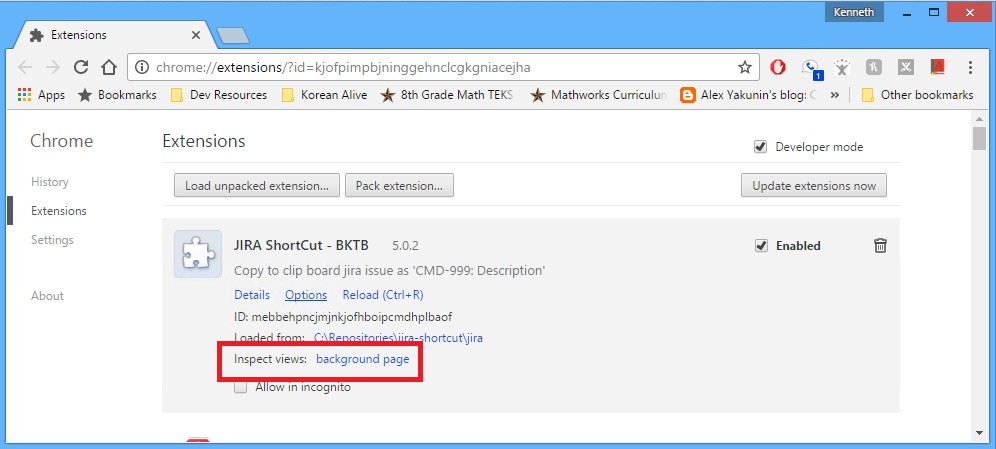 Kenneth
Extensions
chrome://extensions/?id=kjofpimpbjninggehnclcgkgniacejha
1
Apps Bookmarks Dev Resources Korean Alive 8th Grade Math TEKS Mathworks Curriculum Alex Yakunin's blog: C » Other bookmarks
Chrome
Extensions
Developer mode
History
Extensions
Settings
About
Load unpacked extension... Pack extension... Update extensions now
JIRA ShortCut - BKTB 5.0.2 Enabled
Copy to clip board jira issue as 'CMD-999: Description'
Details Options Reload (Ctrl+R)
ID: mebbehpncjmjnkjofhboipcmdhplbaof
Loaded from: C:\Repositories\jira-shortcut\jira
Inspect views: background page
Allow in incognito